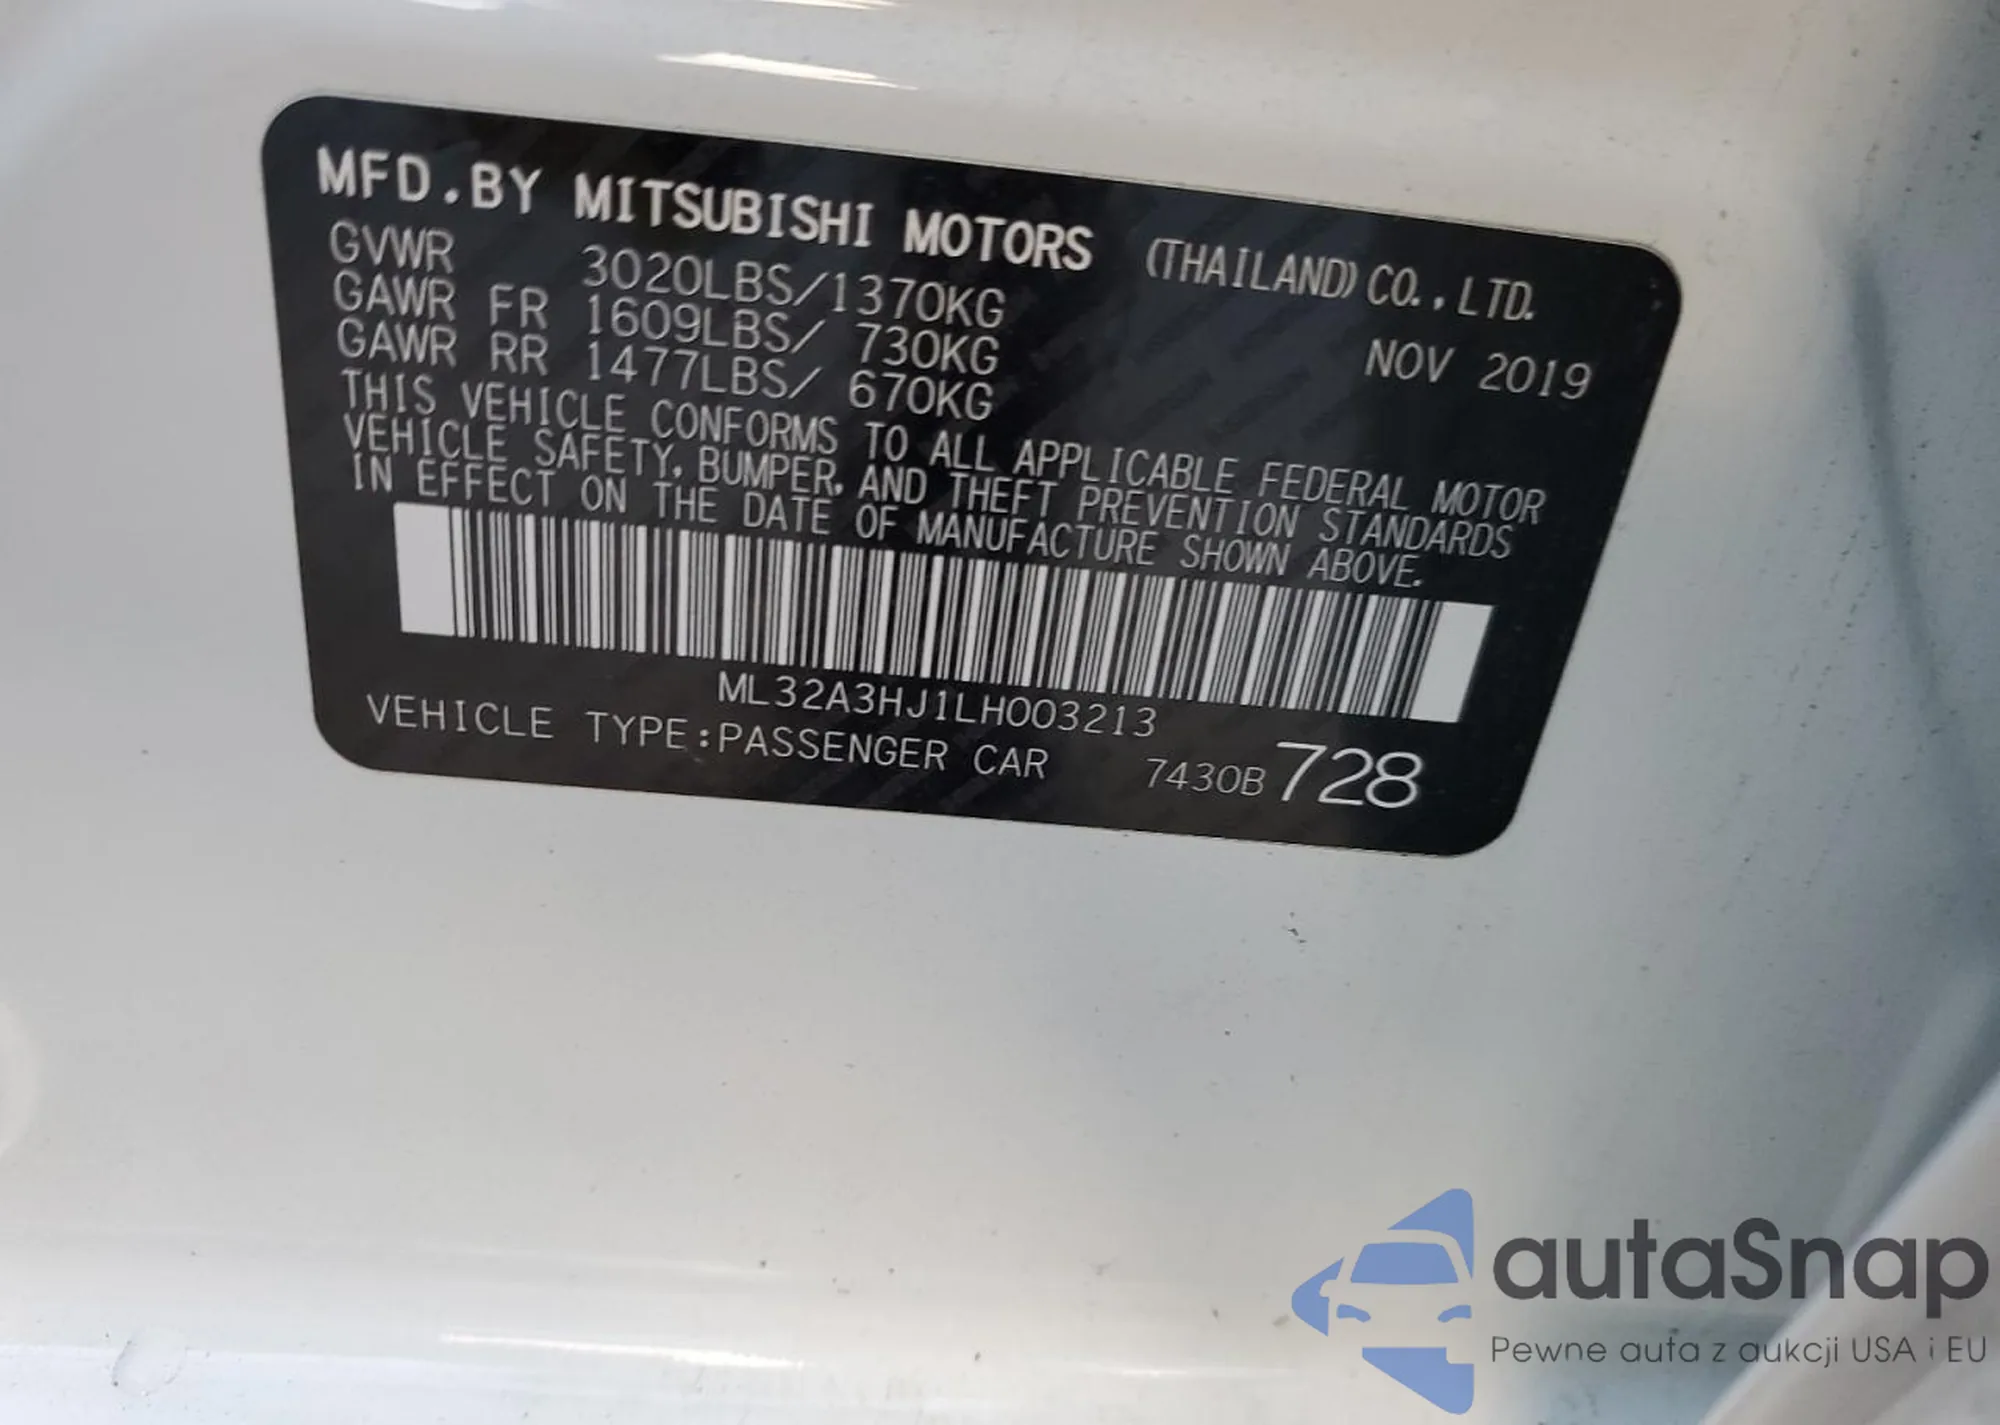 MFD.BY MITSUBISHI MOTORS (THAILAND) CO.,LTD.
GVWR 3020LBS/1370KG NOV 2019
GAWR FR 1609LBS/ 730KG
GAWR RR 1477LBS/ 670KG
THIS VEHICLE CONFORMS TO ALL APPLICABLE FEDERAL MOTOR
VEHICLE SAFETY, BUMPER, AND THEFT PREVENTION STANDARDS
IN EFFECT ON THE DATE OF MANUFACTURE SHOWN ABOVE.
ML32A3HJ1LH003213
VEHICLE TYPE:PASSENGER CAR 7430B 728
autaSnap
Pewne auta z aukcji USA i EU